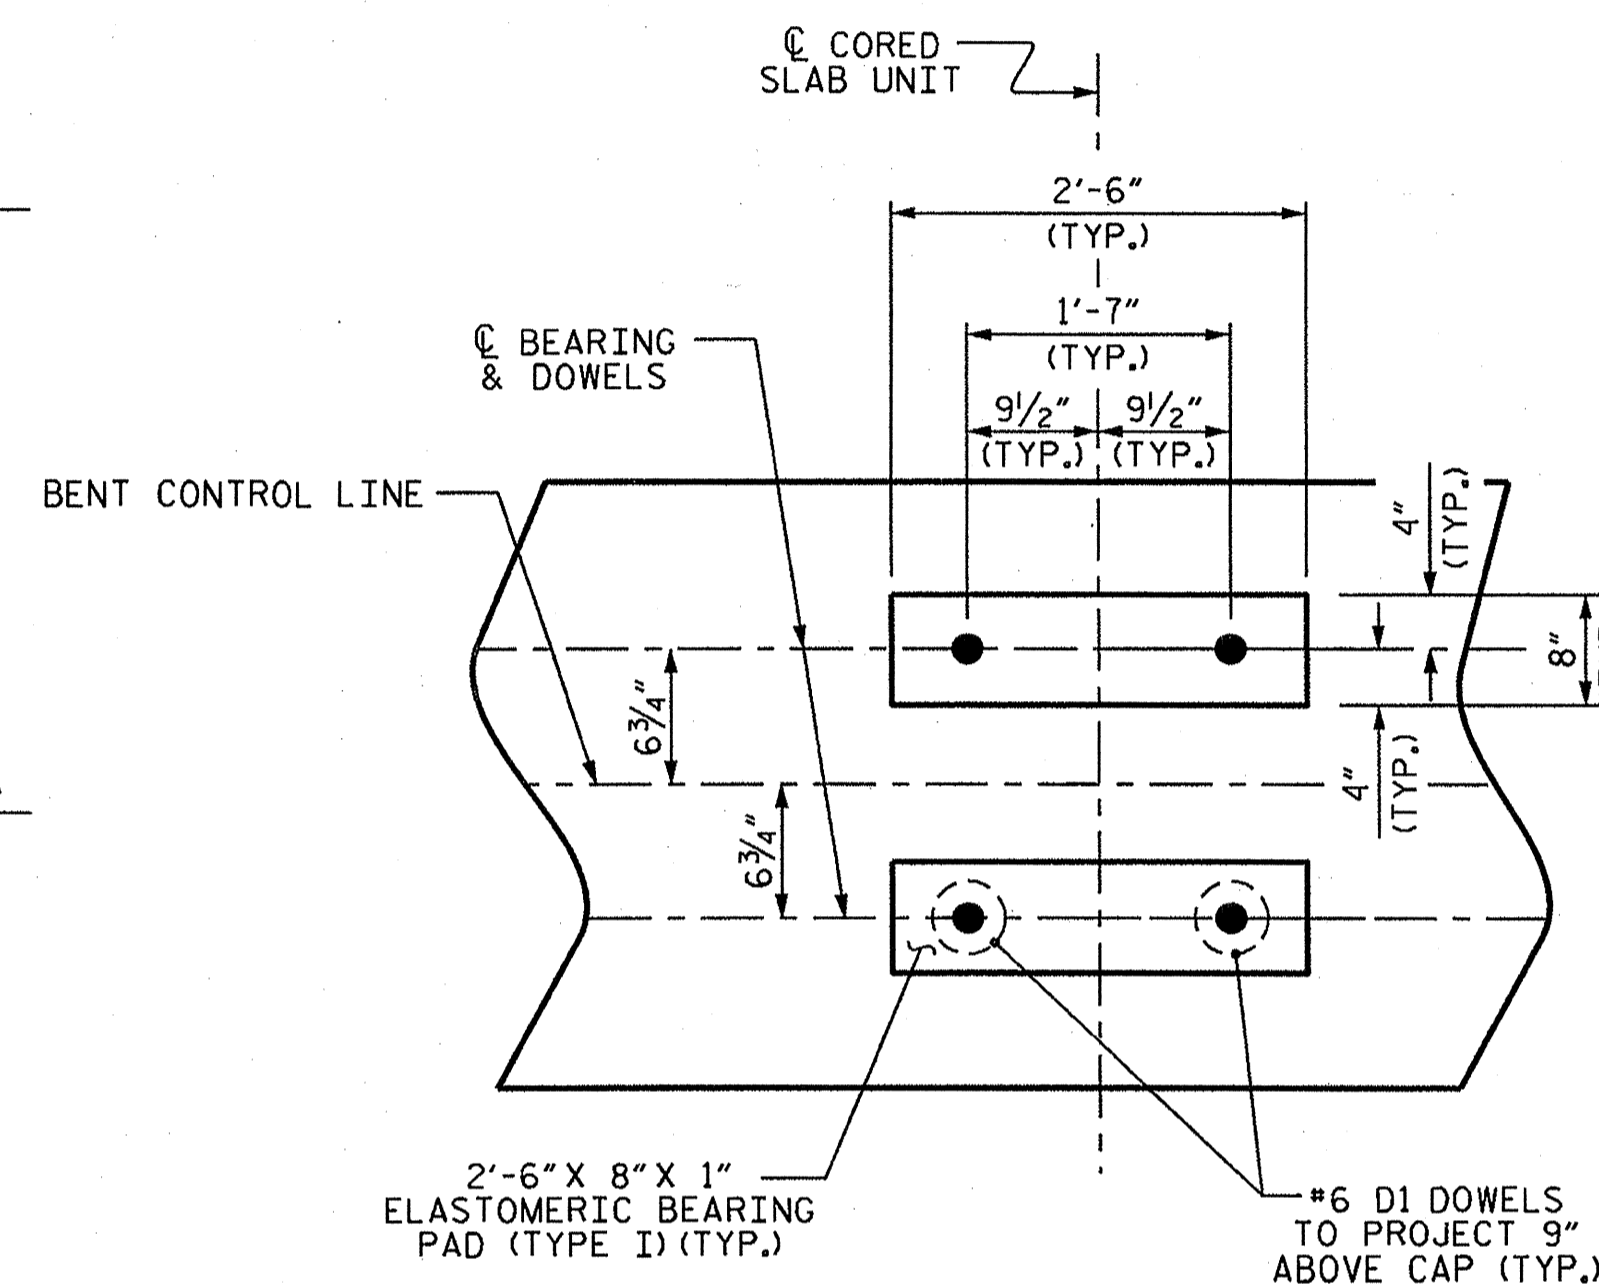 ℄ CORED
SLAB UNIT
2'-6"
(TYP.)
1'-7"
(TYP.)
℄ BEARING
& DOWELS
9½" 9½"
(TYP.) (TYP.)
BENT CONTROL LINE
4"
(TYP.)
8"
6¾"
4"
(TYP.)
6¾"
2'-6" X 8" X 1"
ELASTOMERIC BEARING
PAD (TYPE I) (TYP.)
#6 D1 DOWELS
TO PROJECT 9"
ABOVE CAP (TYP.)